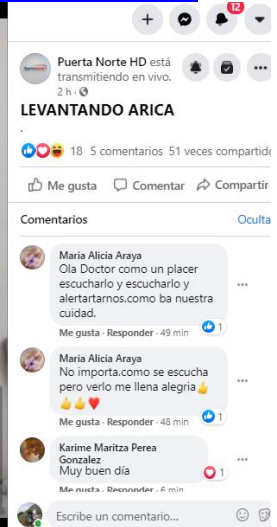 12
Puerta Norte HD está
transmitiendo en vivo.
2 h ·
LEVANTANDO ARICA
.
18 5 comentarios 51 veces compartido
Me gusta Comentar Compartir
Comentarios Oculta
Maria Alicia Araya
Ola Doctor como un placer
escucharlo y escucharlo y
alertartarnos.como ba nuestra
cuidad.
Me gusta · Responder · 49 min 1
Maria Alicia Araya
No importa.como se escucha
pero verlo me llena alegria
Me gusta · Responder · 48 min 1
Karime Maritza Perea
Gonzalez
Muy buen día
1
Me gusta · Responder · 6 min
Escribe un comentario...